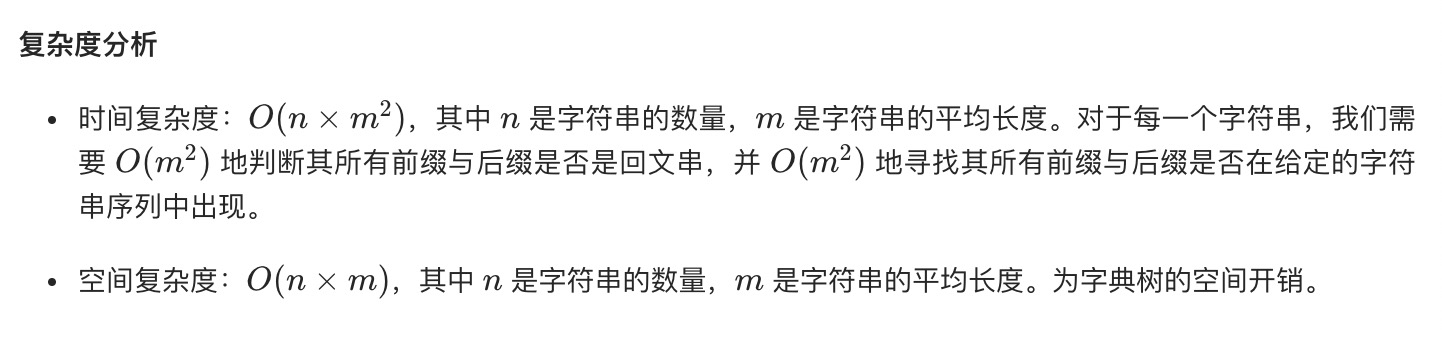 复杂度分析
• 时间复杂度：O(n × m²)，其中 n 是字符串的数量，m 是字符串的平均长度。对于每一个字符串，我们需
要 O(m²) 地判断其所有前缀与后缀是否是回文串，并 O(m²) 地寻找其所有前缀与后缀是否在给定的字符
串序列中出现。
• 空间复杂度：O(n × m)，其中 n 是字符串的数量，m 是字符串的平均长度。为字典树的空间开销。